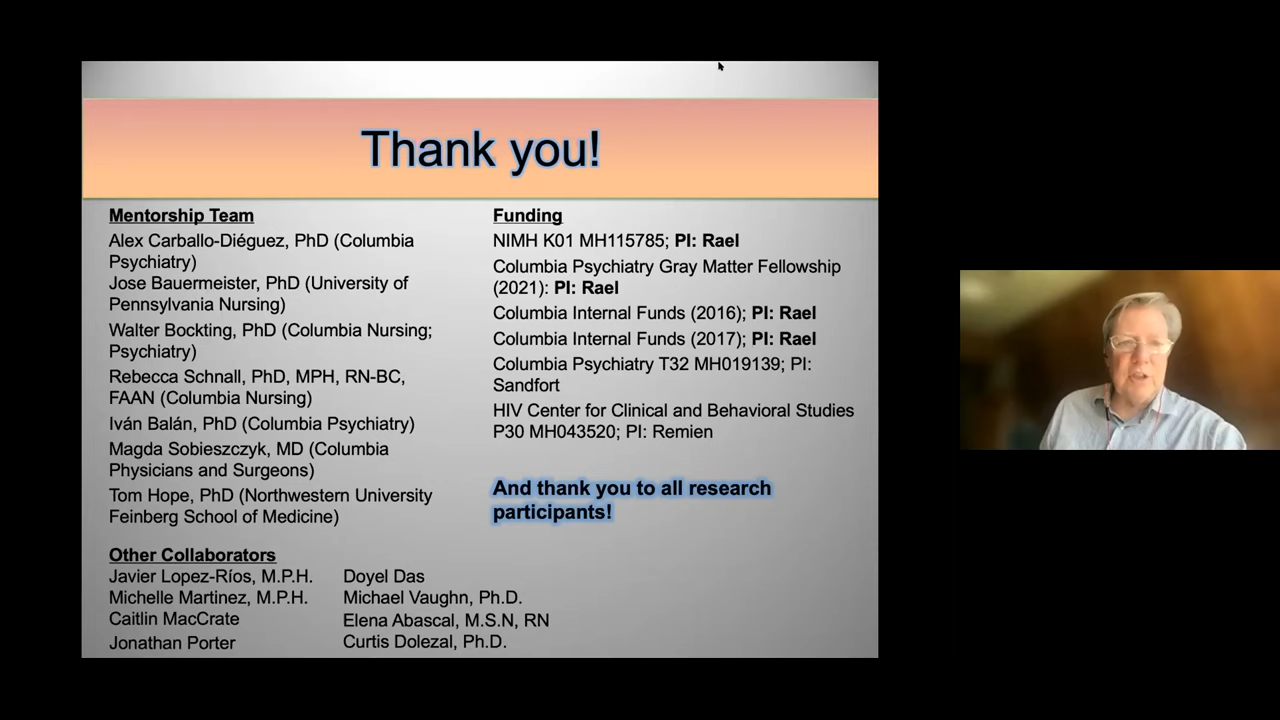 Thank you!
Mentorship Team
Alex Carballo-Diéguez, PhD (Columbia
Psychiatry)
Jose Bauermeister, PhD (University of
Pennsylvania Nursing)
Walter Bockting, PhD (Columbia Nursing;
Psychiatry)
Rebecca Schnall, PhD, MPH, RN-BC,
FAAN (Columbia Nursing)
Iván Balán, PhD (Columbia Psychiatry)
Magda Sobieszczyk, MD (Columbia
Physicians and Surgeons)
Tom Hope, PhD (Northwestern University
Feinberg School of Medicine)
Funding
NIMH K01 MH115785; PI: Rael
Columbia Psychiatry Gray Matter Fellowship
(2021): PI: Rael
Columbia Internal Funds (2016); PI: Rael
Columbia Internal Funds (2017); PI: Rael
Columbia Psychiatry T32 MH019139; PI:
Sandfort
HIV Center for Clinical and Behavioral Studies
P30 MH043520; PI: Remien
And thank you to all research
participants!
Other Collaborators
Javier Lopez-Ríos, M.P.H.
Michelle Martinez, M.P.H.
Caitlin MacCrate
Jonathan Porter
Doyel Das
Michael Vaughn, Ph.D.
Elena Abascal, M.S.N, RN
Curtis Dolezal, Ph.D.